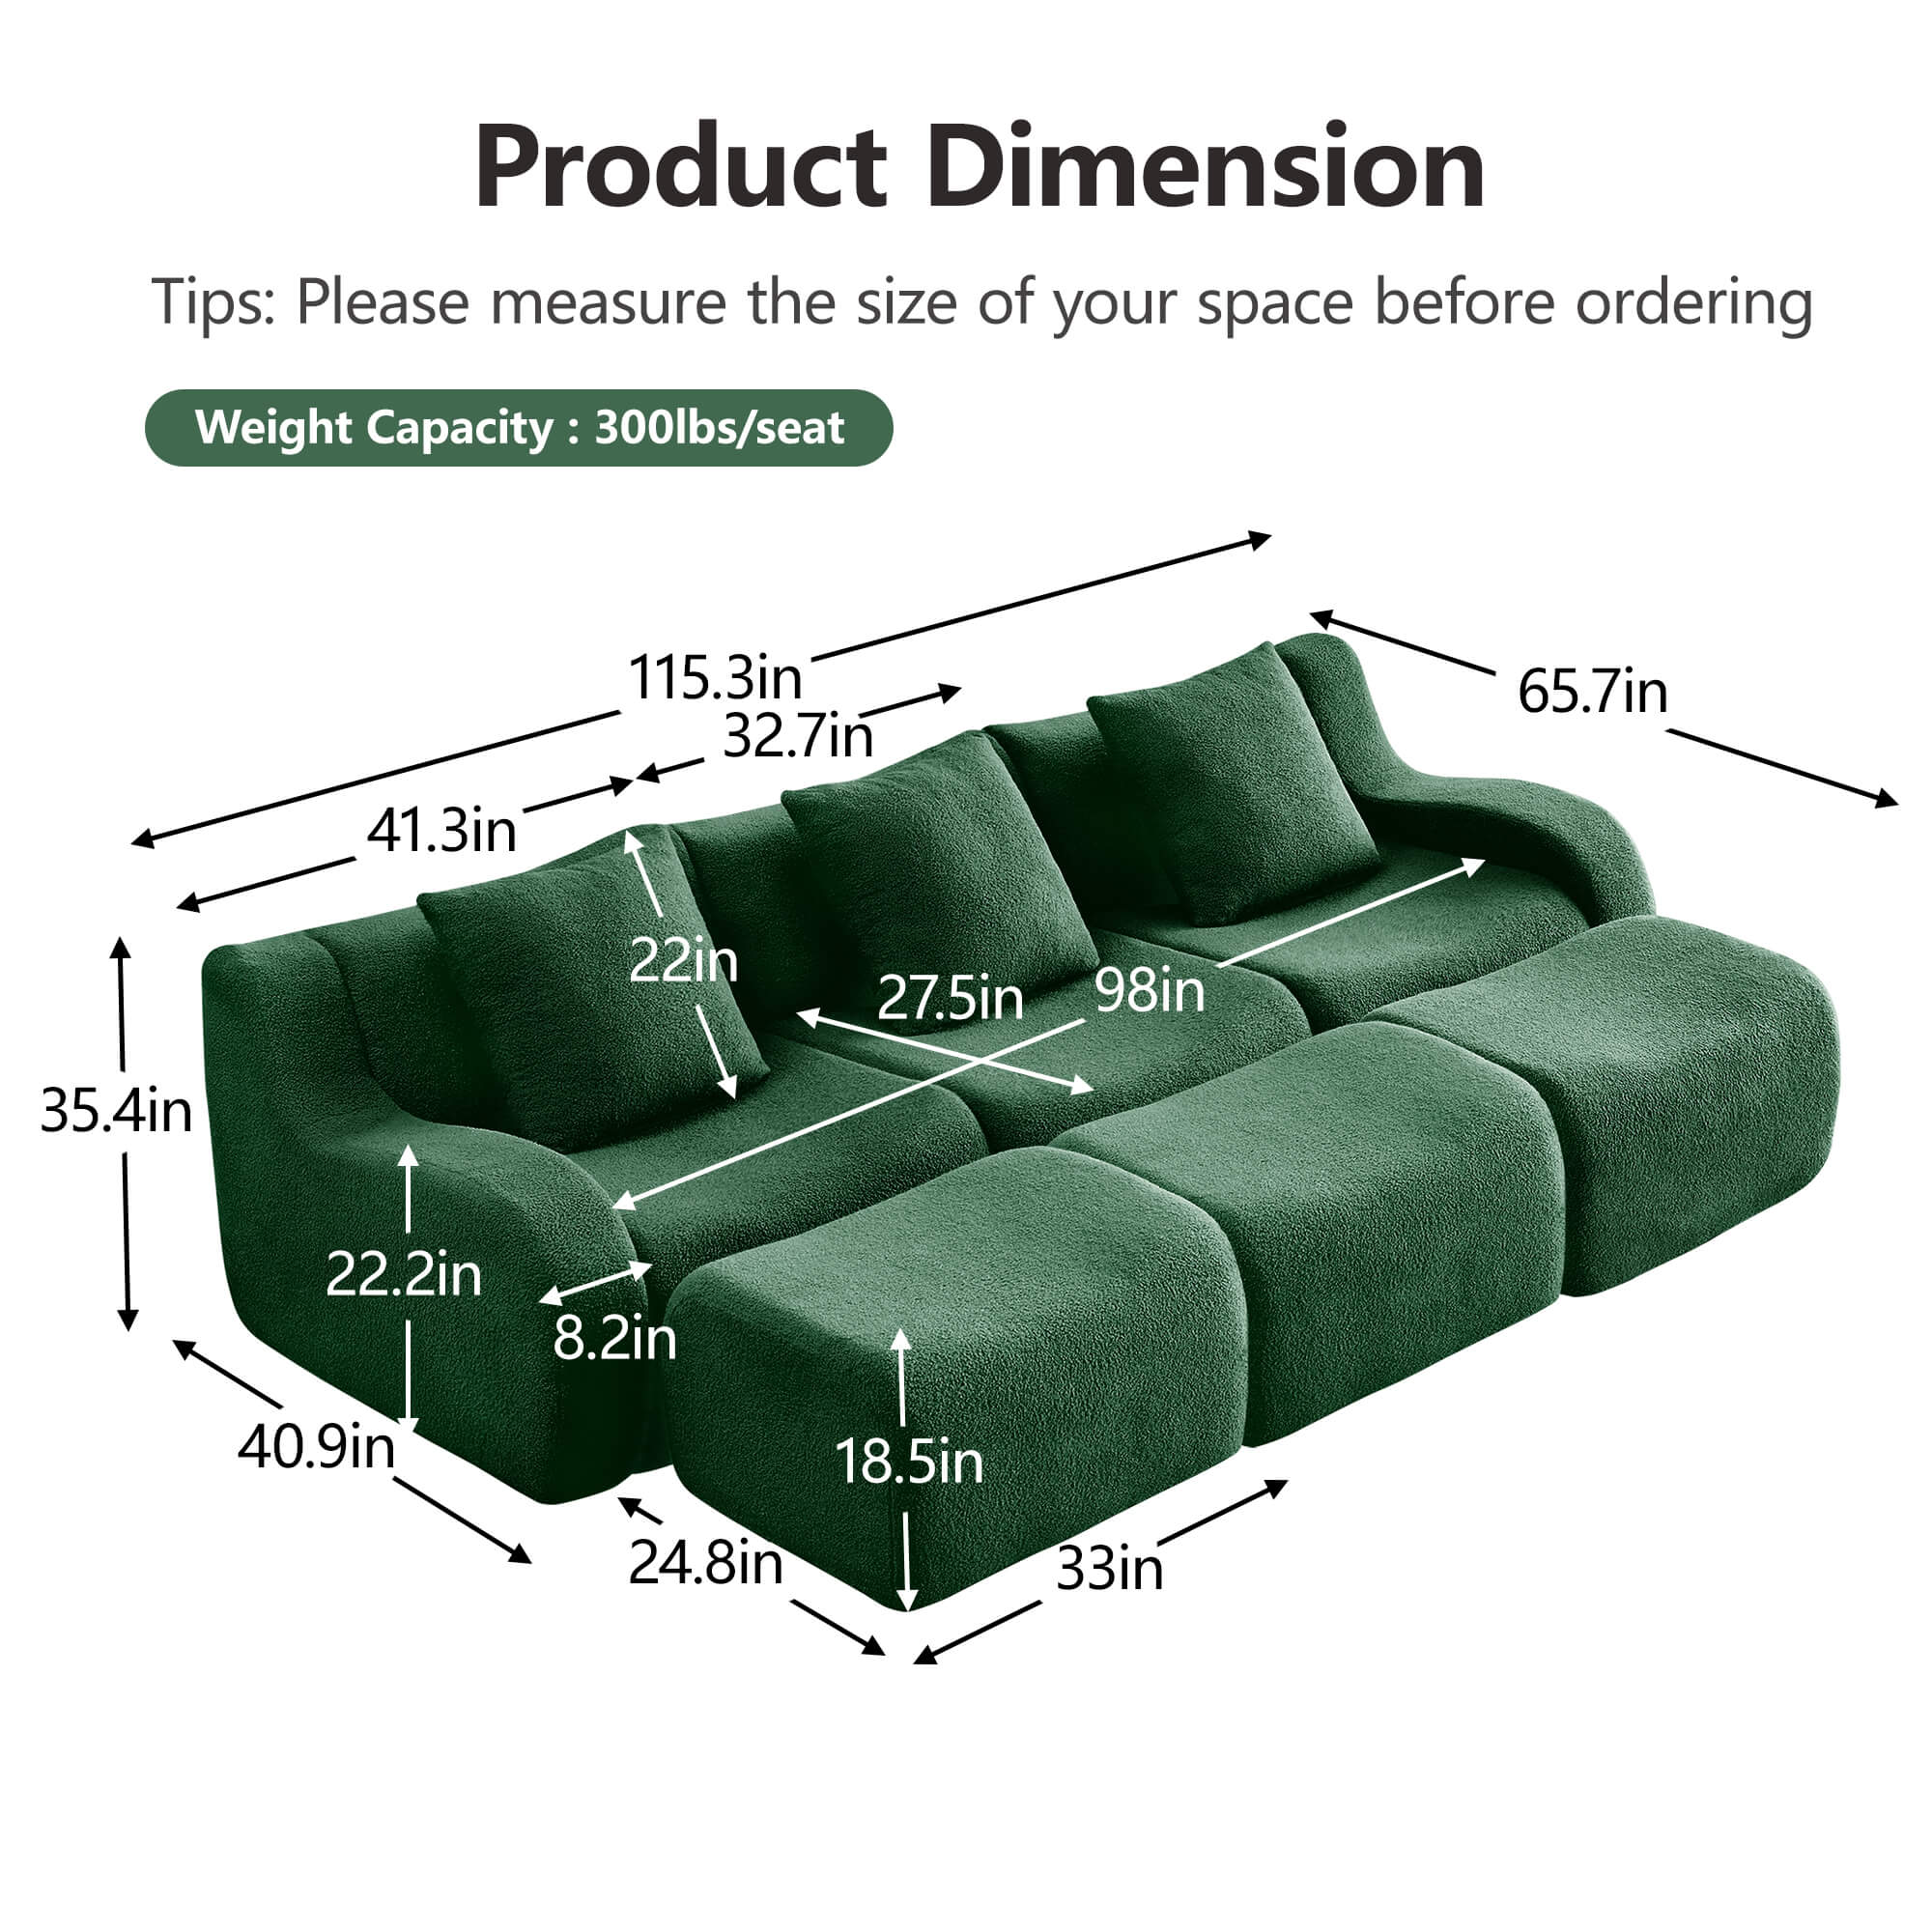 Product Dimension
Tips: Please measure the size of your space before ordering
Weight Capacity : 300lbs/seat
115.3in
65.7in
32.7in
41.3in
22in
27.5in
98in
35.4in
22.2in
8.2in
40.9in
18.5in
24.8in
33in